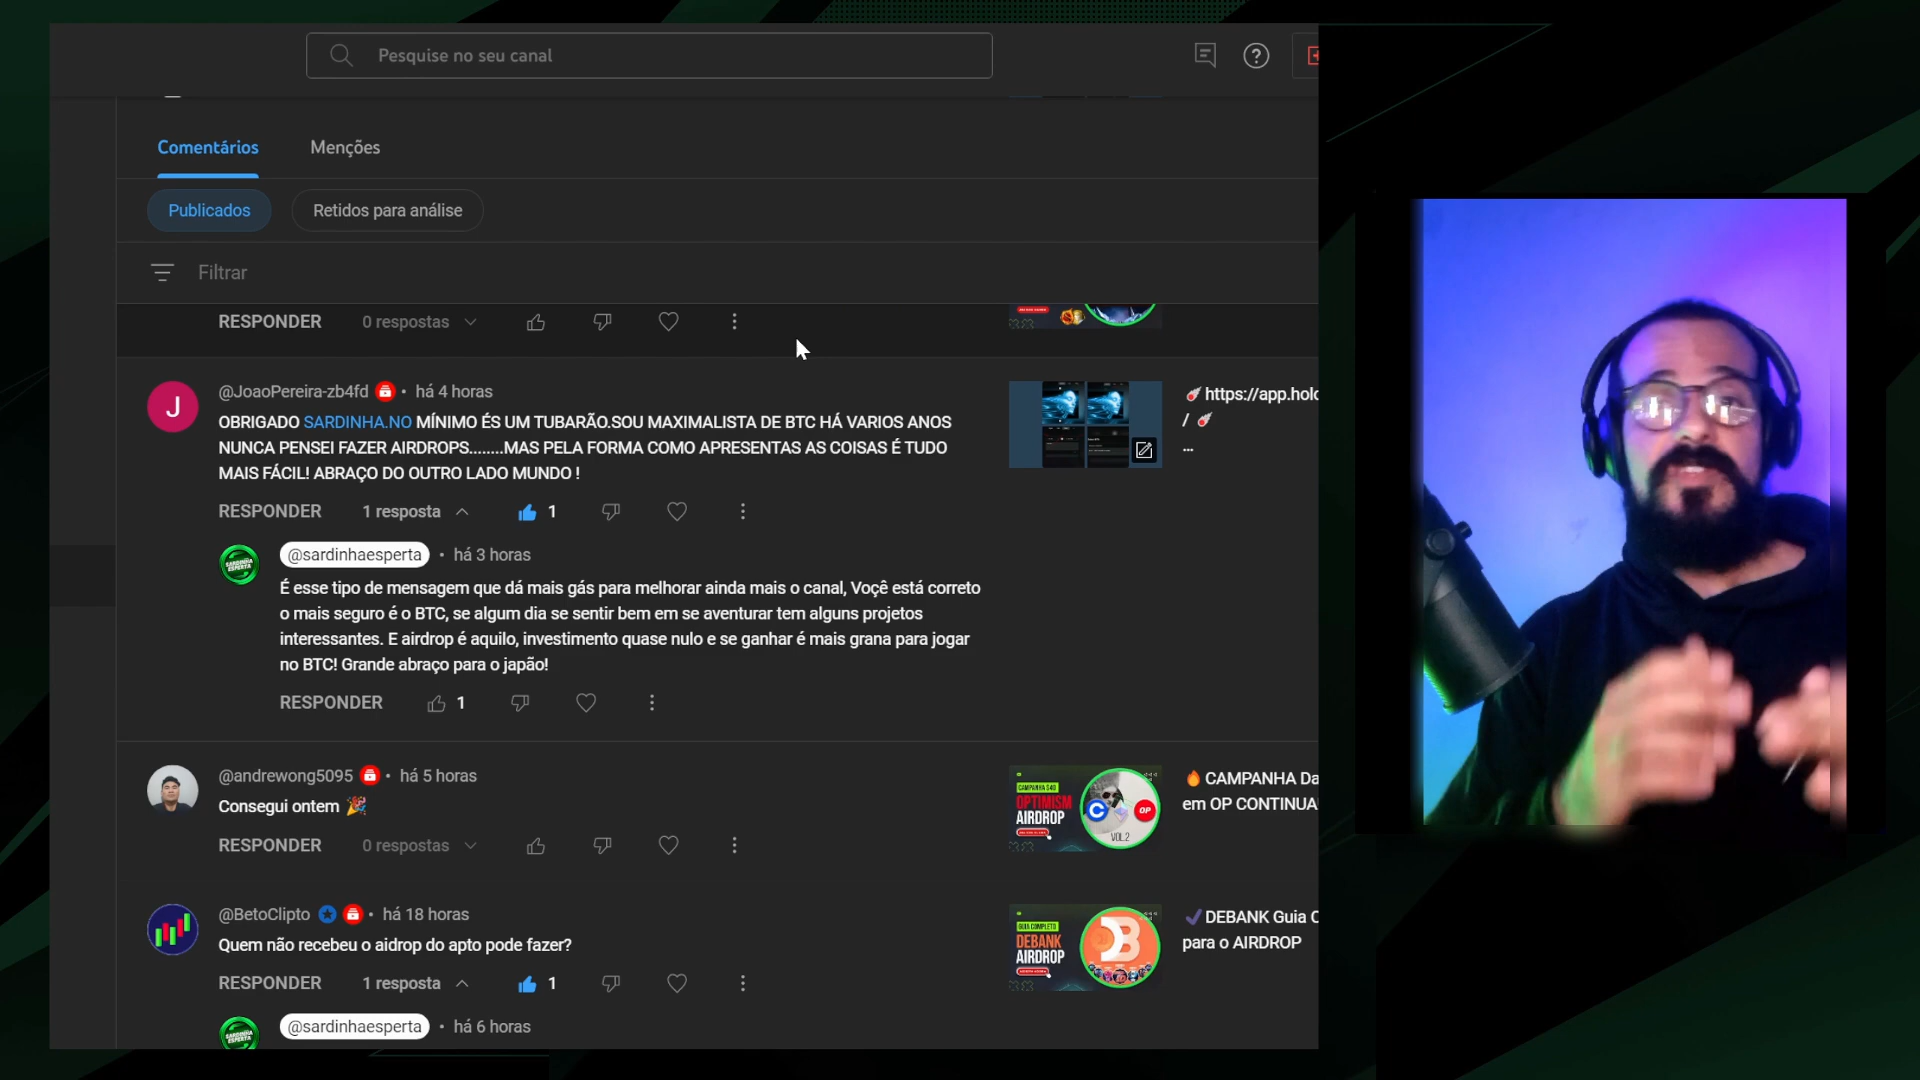 Pesquise no seu canal
Comentários
Menções
Publicados
Retidos para análise
Filtrar
RESPONDER
0 respostas
@JoaoPereira-zb4fd • há 4 horas
OBRIGADO SARDINHA.NO MÍNIMO ÉS UM TUBARÃO.SOU MAXIMALISTA DE BTC HÁ VARIOS ANOS
NUNCA PENSEI FAZER AIRDROPS........MAS PELA FORMA COMO APRESENTAS AS COISAS É TUDO
MAIS FÁCIL! ABRAÇO DO OUTRO LADO MUNDO !
☄️https://app.holo
/ ☄️
...
RESPONDER
1 resposta
1
@sardinhaesperta • há 3 horas
É esse tipo de mensagem que dá mais gás para melhorar ainda mais o canal, Voçê está correto
o mais seguro é o BTC, se algum dia se sentir bem em se aventurar tem alguns projetos
interessantes. E airdrop é aquilo, investimento quase nulo e se ganhar é mais grana para jogar
no BTC! Grande abraço para o japão!
RESPONDER
1
@andrewong5095 • há 5 horas
Consegui ontem 🎉
CAMPANHA $40
OPTIMISM
AIRDROP
OP
VOL.2
🔥 CAMPANHA Da
em OP CONTINUA
RESPONDER
0 respostas
@BetoClipto • há 18 horas
Quem não recebeu o aidrop do apto pode fazer?
GUIA COMPLETO
DEBANK
AIRDROP
✔️DEBANK Guia C
para o AIRDROP
RESPONDER
1 resposta
1
SARDINHA
ESPERTA
@sardinhaesperta • há 6 horas